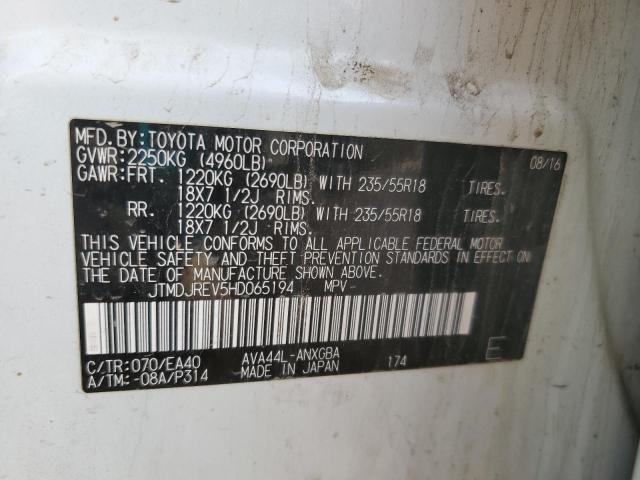 MFD. BY: TOYOTA MOTOR CORPORATION 08/16
GVWR: 2250KG (4960LB)
GAWR: FRT. 1220KG (2690LB) WITH 235/55R18 TIRES.
18X7 1/2J RIMS.
RR. 1220KG (2690LB) WITH 235/55R18 TIRES.
18X7 1/2J RIMS.
THIS VEHICLE CONFORMS TO ALL APPLICABLE FEDERAL MOTOR
VEHICLE SAFETY AND THEFT PREVENTION STANDARDS IN EFFECT ON
THE DATE OF MANUFACTURE SHOWN ABOVE.
JTMDJREV5HD065194 MPV
C/TR: 070/EA40 AVA44L-ANXGBA 174 E
A/TM: -08A/P314 MADE IN JAPAN